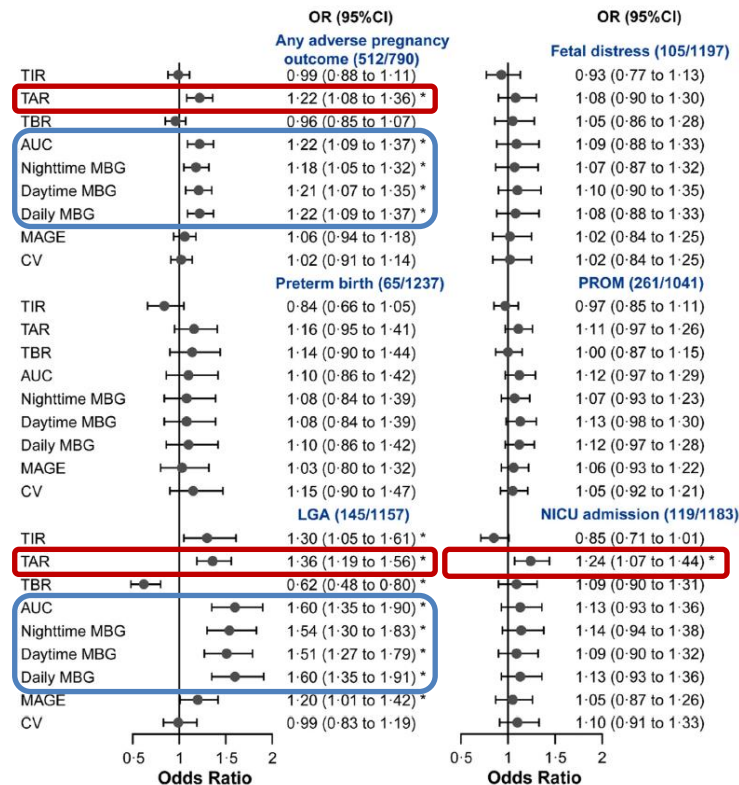 OR (95%CI) OR (95%CI)
Any adverse pregnancy
outcome (512/790) Fetal distress (105/1197)
TIR 0·99 (0·88 to 1·11) 0·93 (0·77 to 1·13)
TAR 1·22 (1·08 to 1·36) * 1·08 (0·90 to 1·30)
TBR 0·96 (0·85 to 1·07) 1·05 (0·86 to 1·28)
AUC 1·22 (1·09 to 1·37) * 1·09 (0·88 to 1·33)
Nighttime MBG 1·18 (1·05 to 1·32) * 1·07 (0·87 to 1·32)
Daytime MBG 1·21 (1·07 to 1·35) * 1·10 (0·90 to 1·35)
Daily MBG 1·22 (1·09 to 1·37) * 1·08 (0·88 to 1·33)
MAGE 1·06 (0·94 to 1·18) 1·02 (0·84 to 1·25)
CV 1·02 (0·91 to 1·14) 1·02 (0·84 to 1·25)
Preterm birth (65/1237) PROM (261/1041)
TIR 0·84 (0·66 to 1·05) 0·97 (0·85 to 1·11)
TAR 1·16 (0·95 to 1·41) 1·11 (0·97 to 1·26)
TBR 1·14 (0·90 to 1·44) 1·00 (0·87 to 1·15)
AUC 1·10 (0·86 to 1·42) 1·12 (0·97 to 1·29)
Nighttime MBG 1·08 (0·84 to 1·39) 1·07 (0·93 to 1·23)
Daytime MBG 1·08 (0·84 to 1·39) 1·13 (0·98 to 1·30)
Daily MBG 1·10 (0·86 to 1·42) 1·12 (0·97 to 1·28)
MAGE 1·03 (0·80 to 1·32) 1·06 (0·93 to 1·22)
CV 1·15 (0·90 to 1·47) 1·05 (0·92 to 1·21)
LGA (145/1157) NICU admission (119/1183)
TIR 1·30 (1·05 to 1·61) * 0·85 (0·71 to 1·01)
TAR 1·36 (1·19 to 1·56) * 1·24 (1·07 to 1·44) *
TBR 0·62 (0·48 to 0·80) * 1·09 (0·90 to 1·31)
AUC 1·60 (1·35 to 1·90) * 1·13 (0·93 to 1·36)
Nighttime MBG 1·54 (1·30 to 1·83) * 1·14 (0·94 to 1·38)
Daytime MBG 1·51 (1·27 to 1·79) * 1·09 (0·90 to 1·32)
Daily MBG 1·60 (1·35 to 1·91) * 1·13 (0·93 to 1·36)
MAGE 1·20 (1·01 to 1·42) * 1·05 (0·87 to 1·26)
CV 0·99 (0·83 to 1·19) 1·10 (0·91 to 1·33)
0·5 1 1·5 2 0·5 1 1·5 2
Odds Ratio Odds Ratio